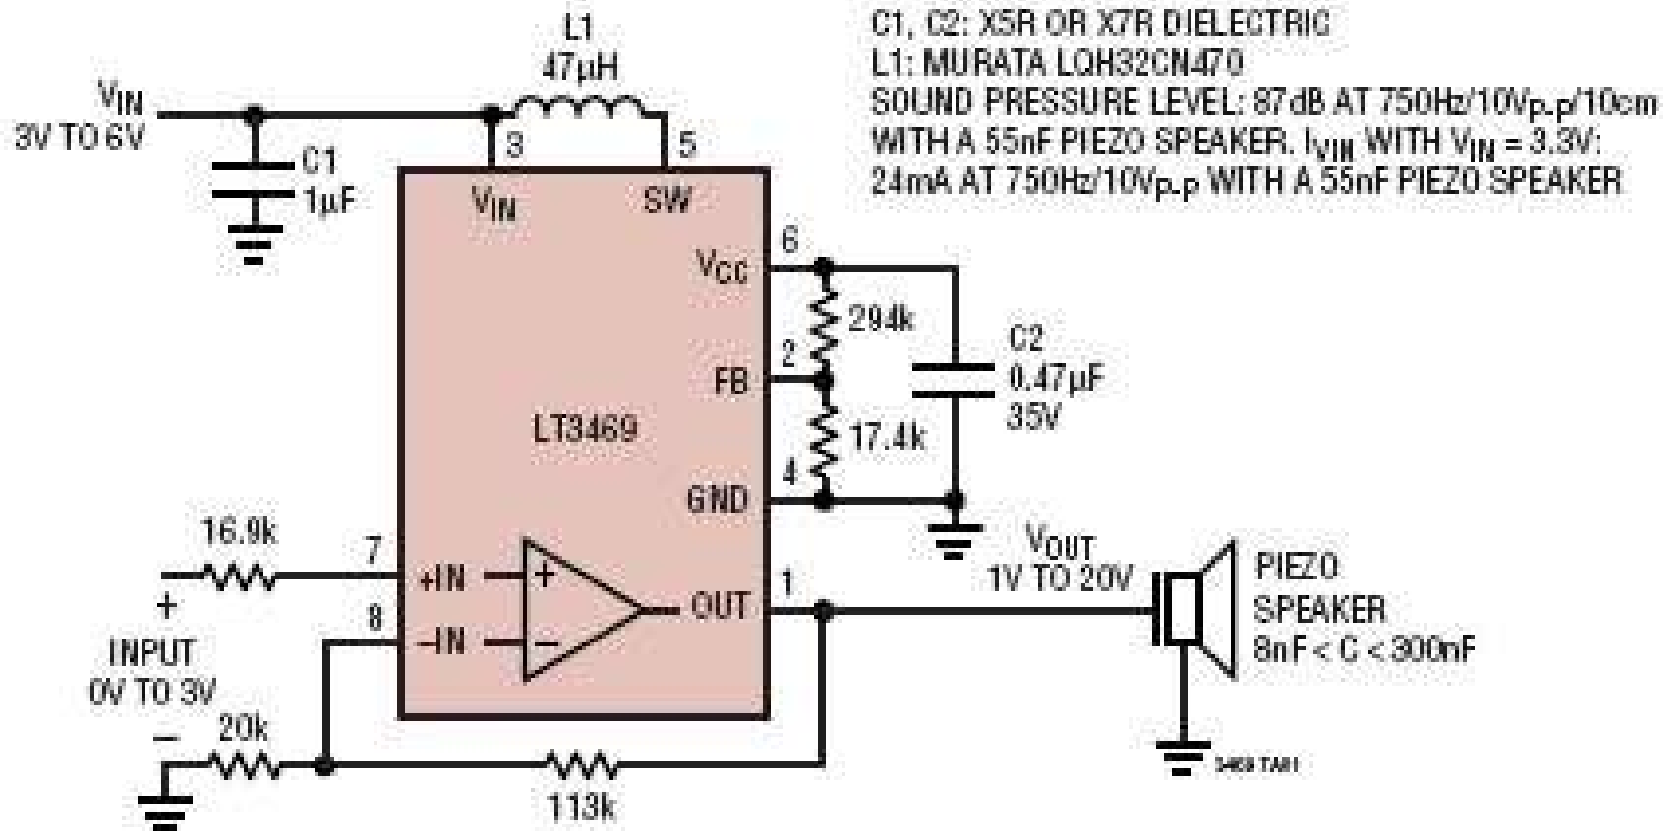 L1
47µH
C1, C2: X5R OR X7R DIELECTRIC
L1: MURATA LQH32CN470
SOUND PRESSURE LEVEL: 87dB AT 750Hz/10VP-P/10cm
WITH A 55nF PIEZO SPEAKER. IVIN WITH VIN = 3.3V:
24mA AT 750Hz/10VP-P WITH A 55nF PIEZO SPEAKER
VIN
3V TO 6V
C1
1µF
3
5
VIN
SW
6
VCC
294k
2
FB
C2
0.47µF
35V
LT3469
17.4k
4
GND
16.9k
7
+IN
+
8
–IN
–
OUT
1
VOUT
1V TO 20V
PIEZO
SPEAKER
8nF < C < 300nF
+
INPUT
0V TO 3V
–
20k
113k
3469 TA01